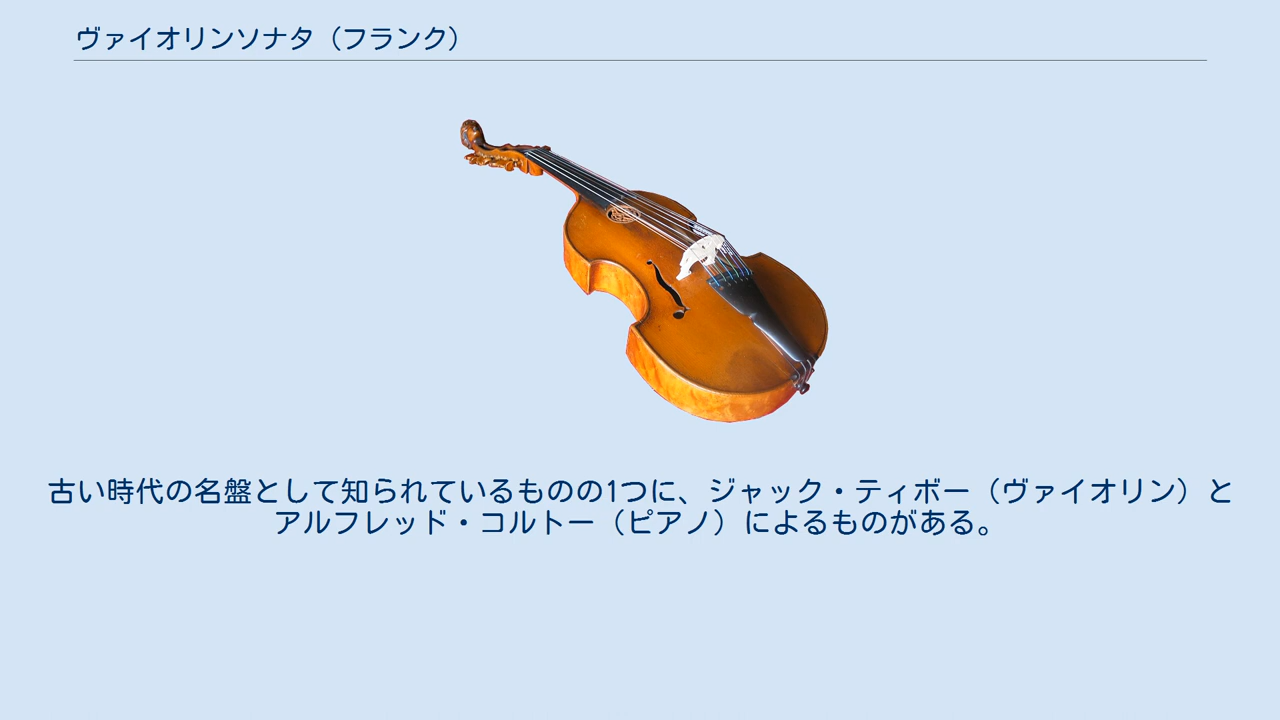 ヴァイオリンソナタ（フランク）
古い時代の名盤として知られているものの1つに、ジャック・ティボー（ヴァイオリン）と
アルフレッド・コルトー（ピアノ）によるものがある。